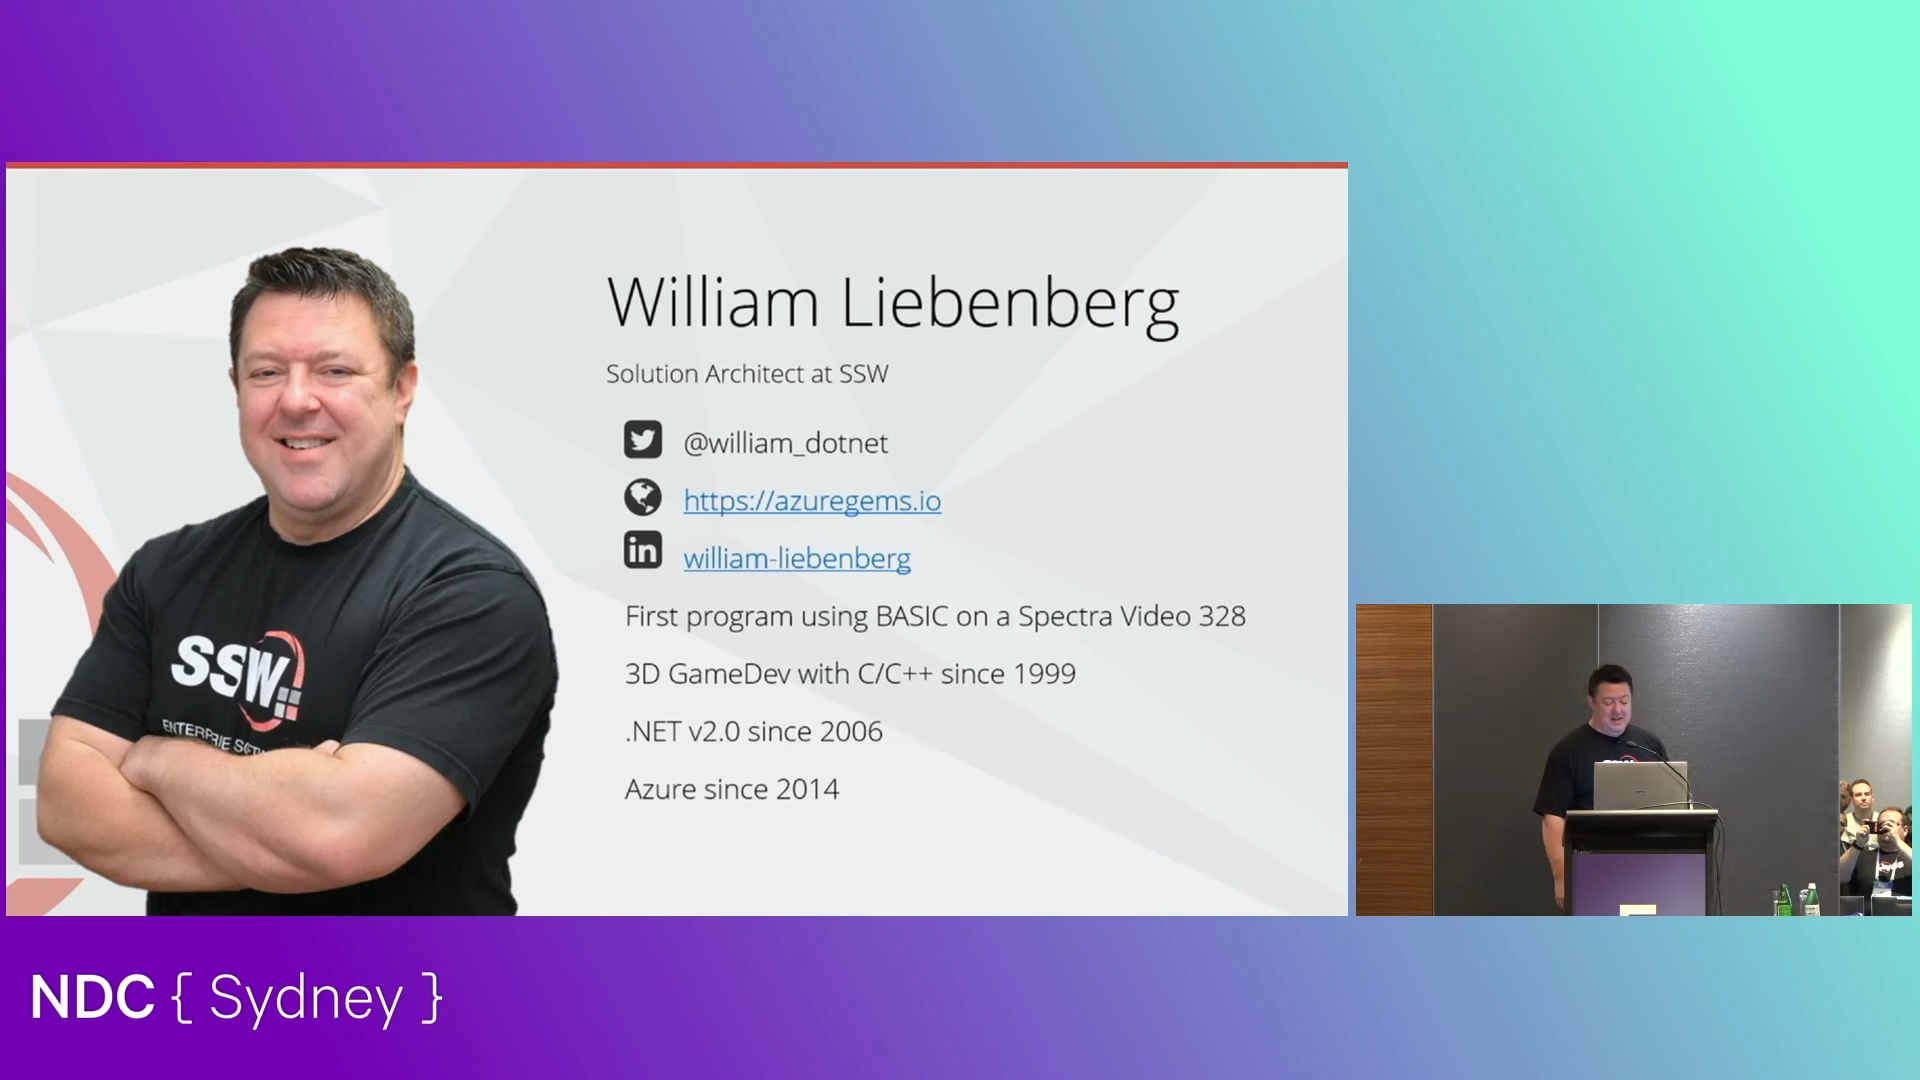 William Liebenberg
Solution Architect at SSW
@william_dotnet
https://azuregems.io
william-liebenberg
First program using BASIC on a Spectra Video 328
3D GameDev with C/C++ since 1999
.NET v2.0 since 2006
Azure since 2014
SSW
NDC { Sydney }